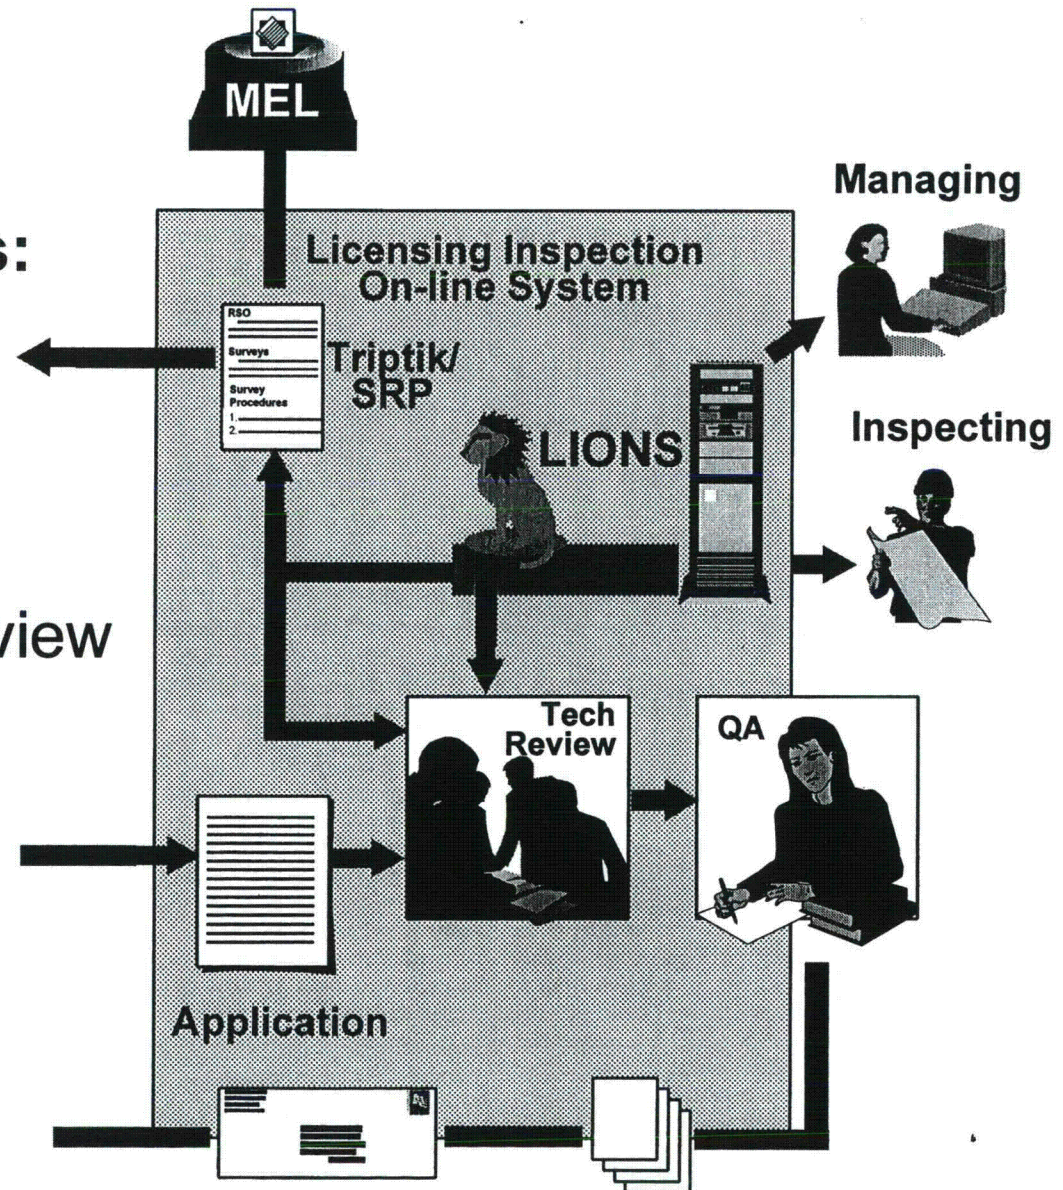 MEL
Managing
s:
Licensing Inspection
On-line System
RSO
Surveys
Survey
Procedures
1.
2.
Triptik/
SRP
LIONS
Inspecting
view
Tech
Review
QA
Application